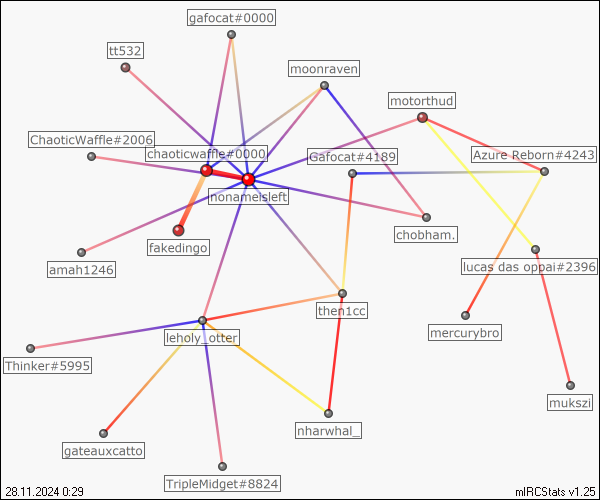 gafocat#0000
tt532
moonraven
motorthud
ChaoticWaffle#2006
chaoticwaffle#0000
Gafocat#4189
Azure Reborn#4243
nonameisleft
chobham.
fakedingo
amah1246
lucas das oppai#2396
then1cc
mercurybro
leholy_otter
Thinker#5995
mukszi
nharwhal_
gateauxcatto
TripleMidget#8824
28.11.2024 0:29
mIRCStats v1.25